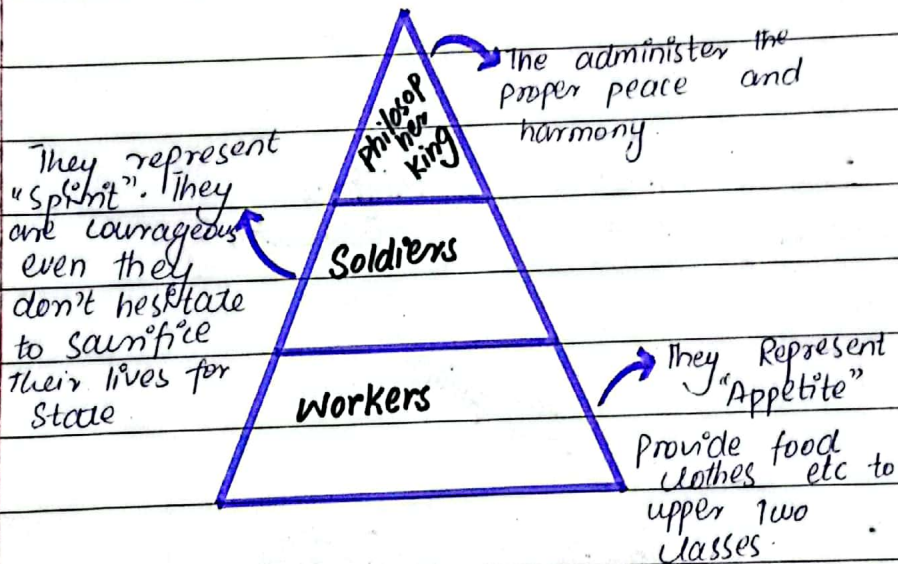 philosop
her
king
The administer the
proper peace and
harmony.
They represent
"Spirit". They
are courageous
even they
don't hesitate
to sacrifice
Their lives for
State
Soldiers
workers
They Represent
"Appetite"
Provide food
clothes etc to
upper Two
classes.